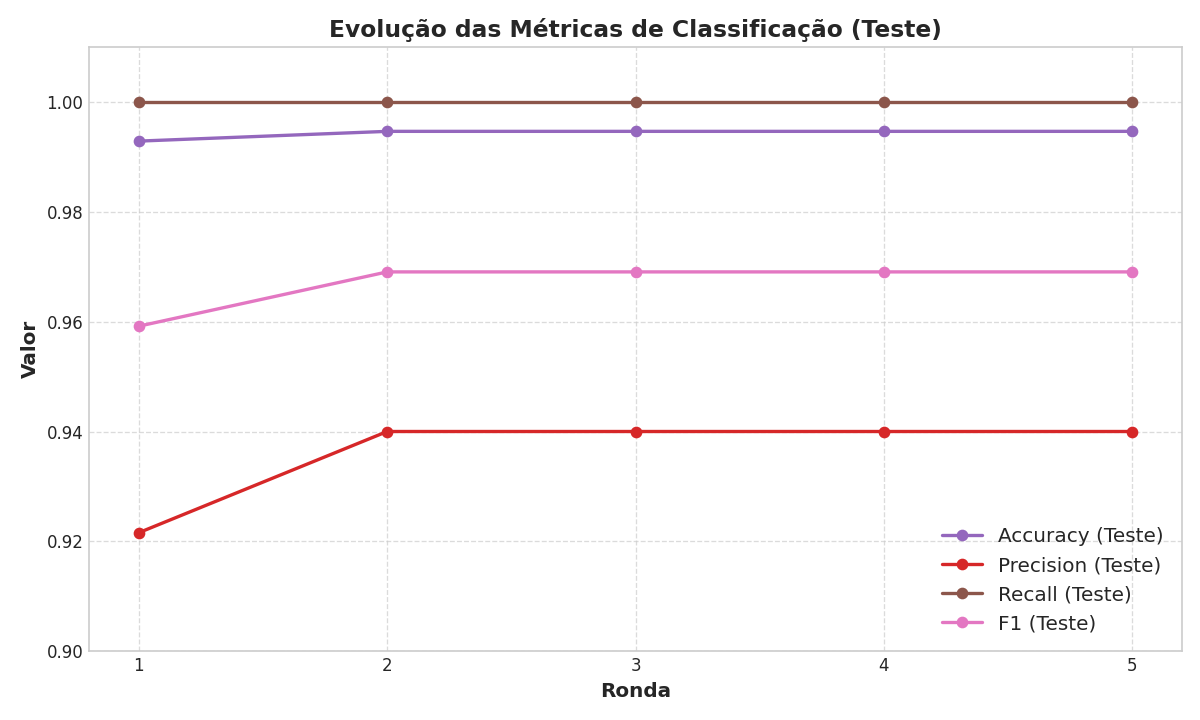 Evolução das Métricas de Classificação (Teste)
1.00
0.98
0.96
0.94
0.92
0.90
Valor
1
2
3
4
5
Ronda
Accuracy (Teste)
Precision (Teste)
Recall (Teste)
F1 (Teste)